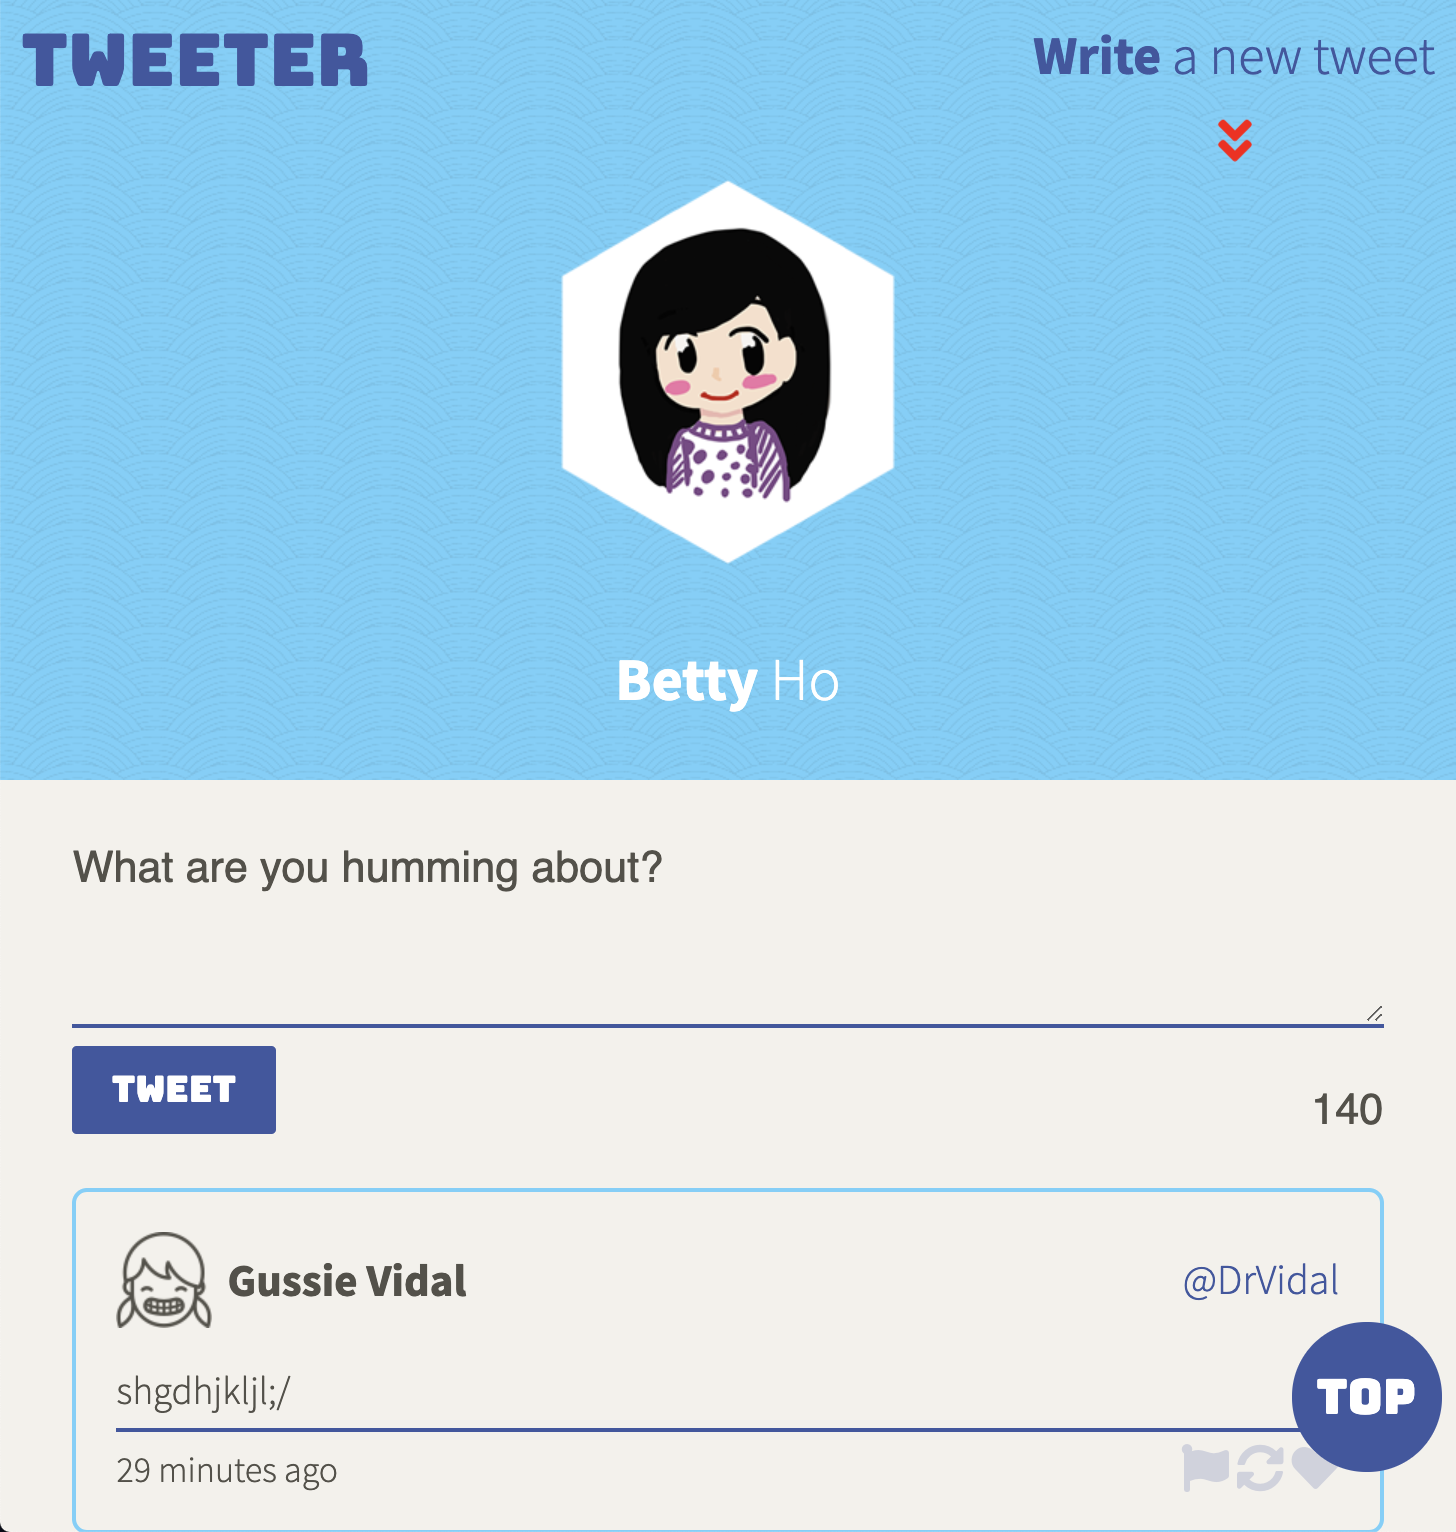 TWEETER
Write a new tweet
Betty Ho
What are you humming about?
TWEET
140
Gussie Vidal
@DrVidal
shgdhjkljl;/
TOP
29 minutes ago